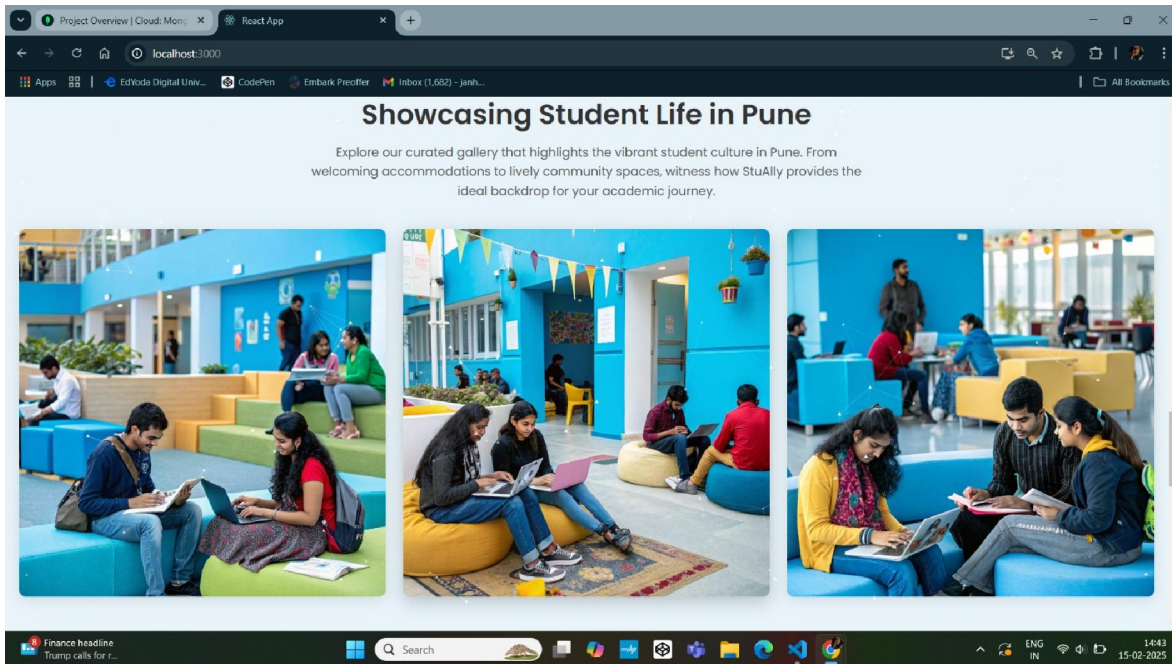 Project Overview | Cloud: Mong
React App
localhost:3000
Apps
EdYoda Digital Univ...
CodePen
Embark Preoffer
Inbox (1,682) - janh...
All Bookmarks
Showcasing Student Life in Pune
Explore our curated gallery that highlights the vibrant student culture in Pune. From
welcoming accommodations to lively community spaces, witness how StuAlly provides the
ideal backdrop for your academic journey.
8
Finance headline
Trump calls for r...
Search
ENG
IN
14:43
15-02-2025